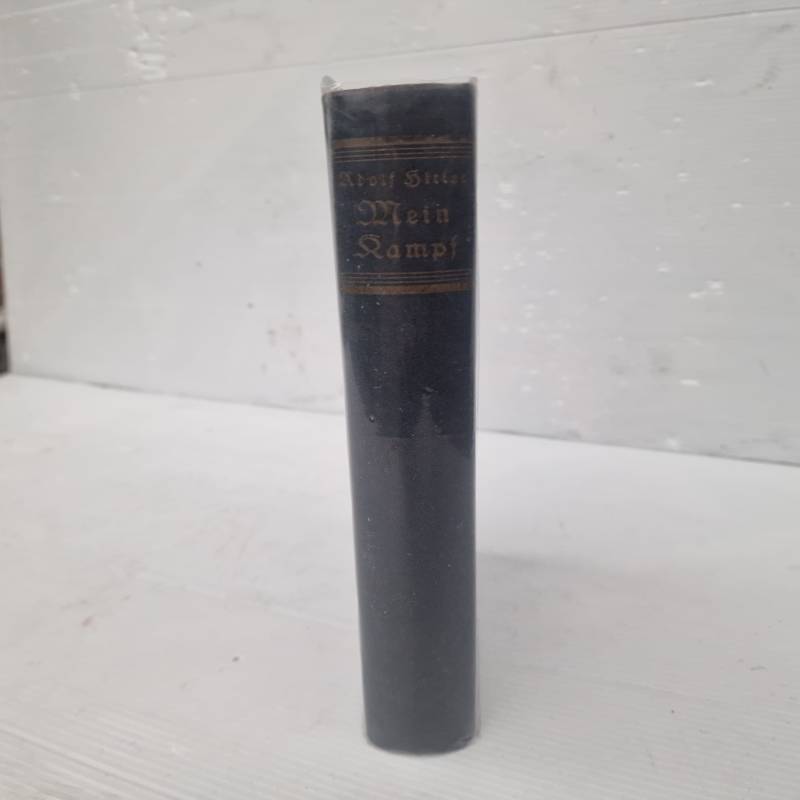 Adolf Hitler
Mein
Kampf